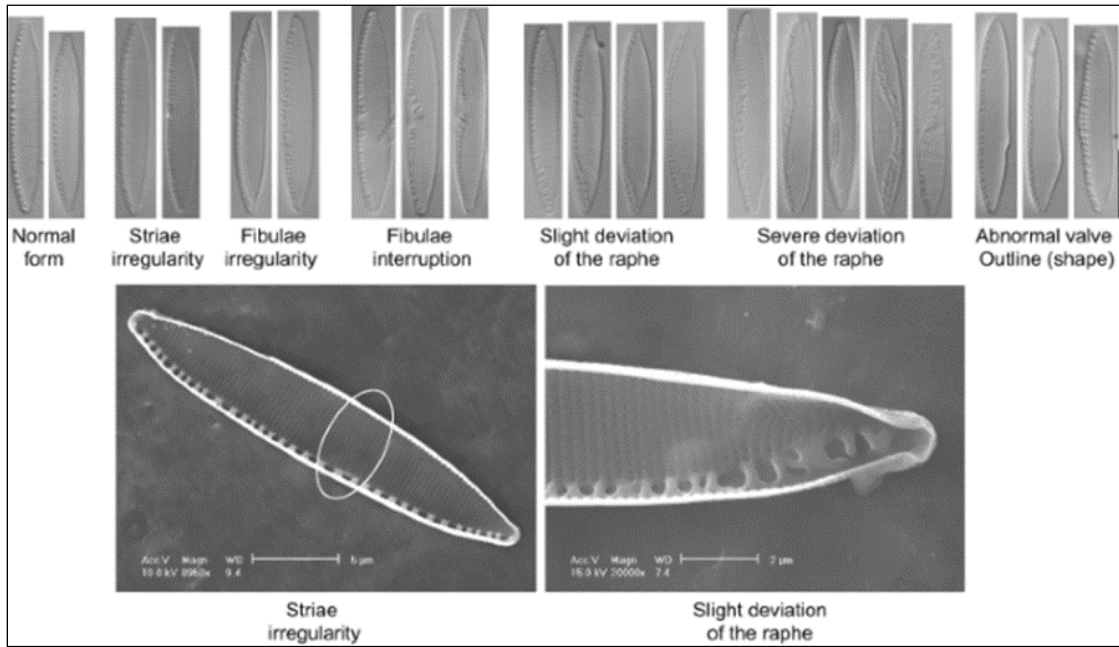 Normal
form
Striae
irregularity
Fibulae
irregularity
Fibulae
interruption
Slight deviation
of the raphe
Severe deviation
of the raphe
Abnormal valve
Outline (shape)
Acc.V Magn WD 5 µm
10.0 kV 8950x 9.4
Acc.V Magn WD 2 µm
15.0 kV 20000x 7.4
Striae
irregularity
Slight deviation
of the raphe